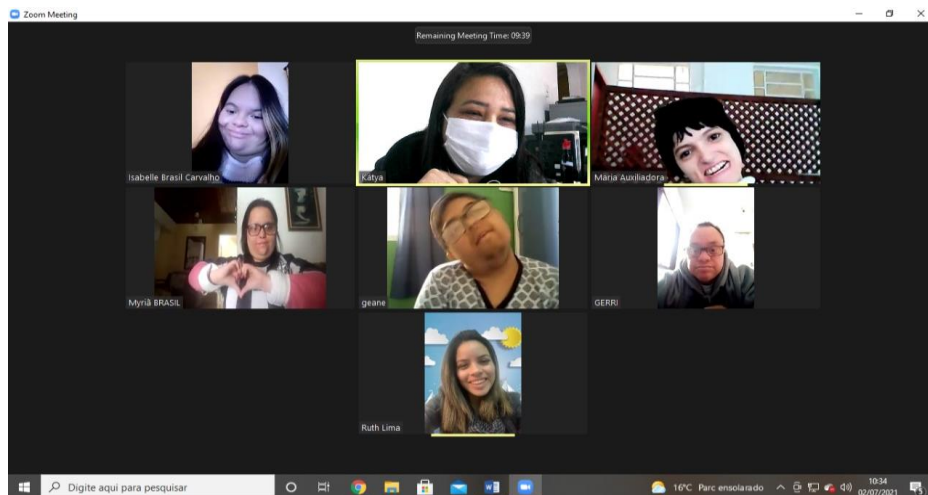 Zoom Meeting
Remaining Meeting Time: 09:39
Isabelle Brasil Carvalho
Kátya
Maria Auxiliadora
Myriã BRASIL
geane
GERRI
Ruth Lima
Digite aqui para pesquisar
16°C Parc ensolarado
10:34
02/07/2021